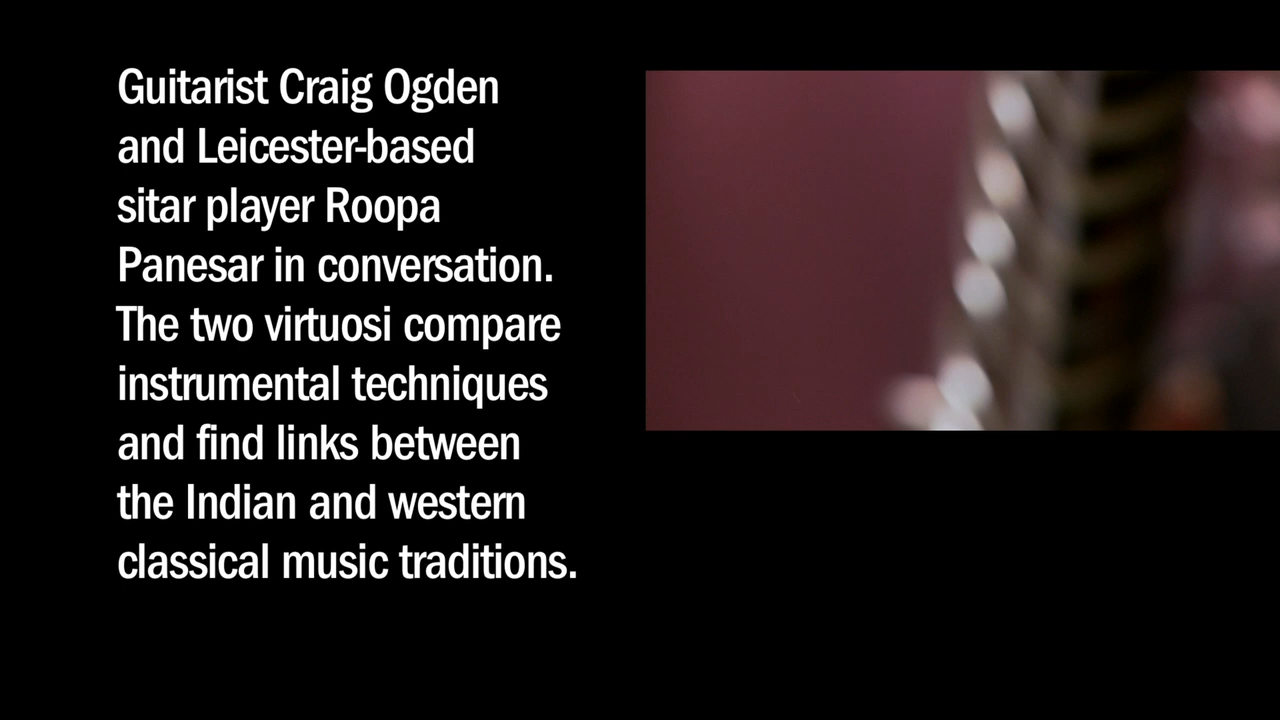 Guitarist Craig Ogden
and Leicester-based
sitar player Roopa
Panesar in conversation.
The two virtuosi compare
instrumental techniques
and find links between
the Indian and western
classical music traditions.